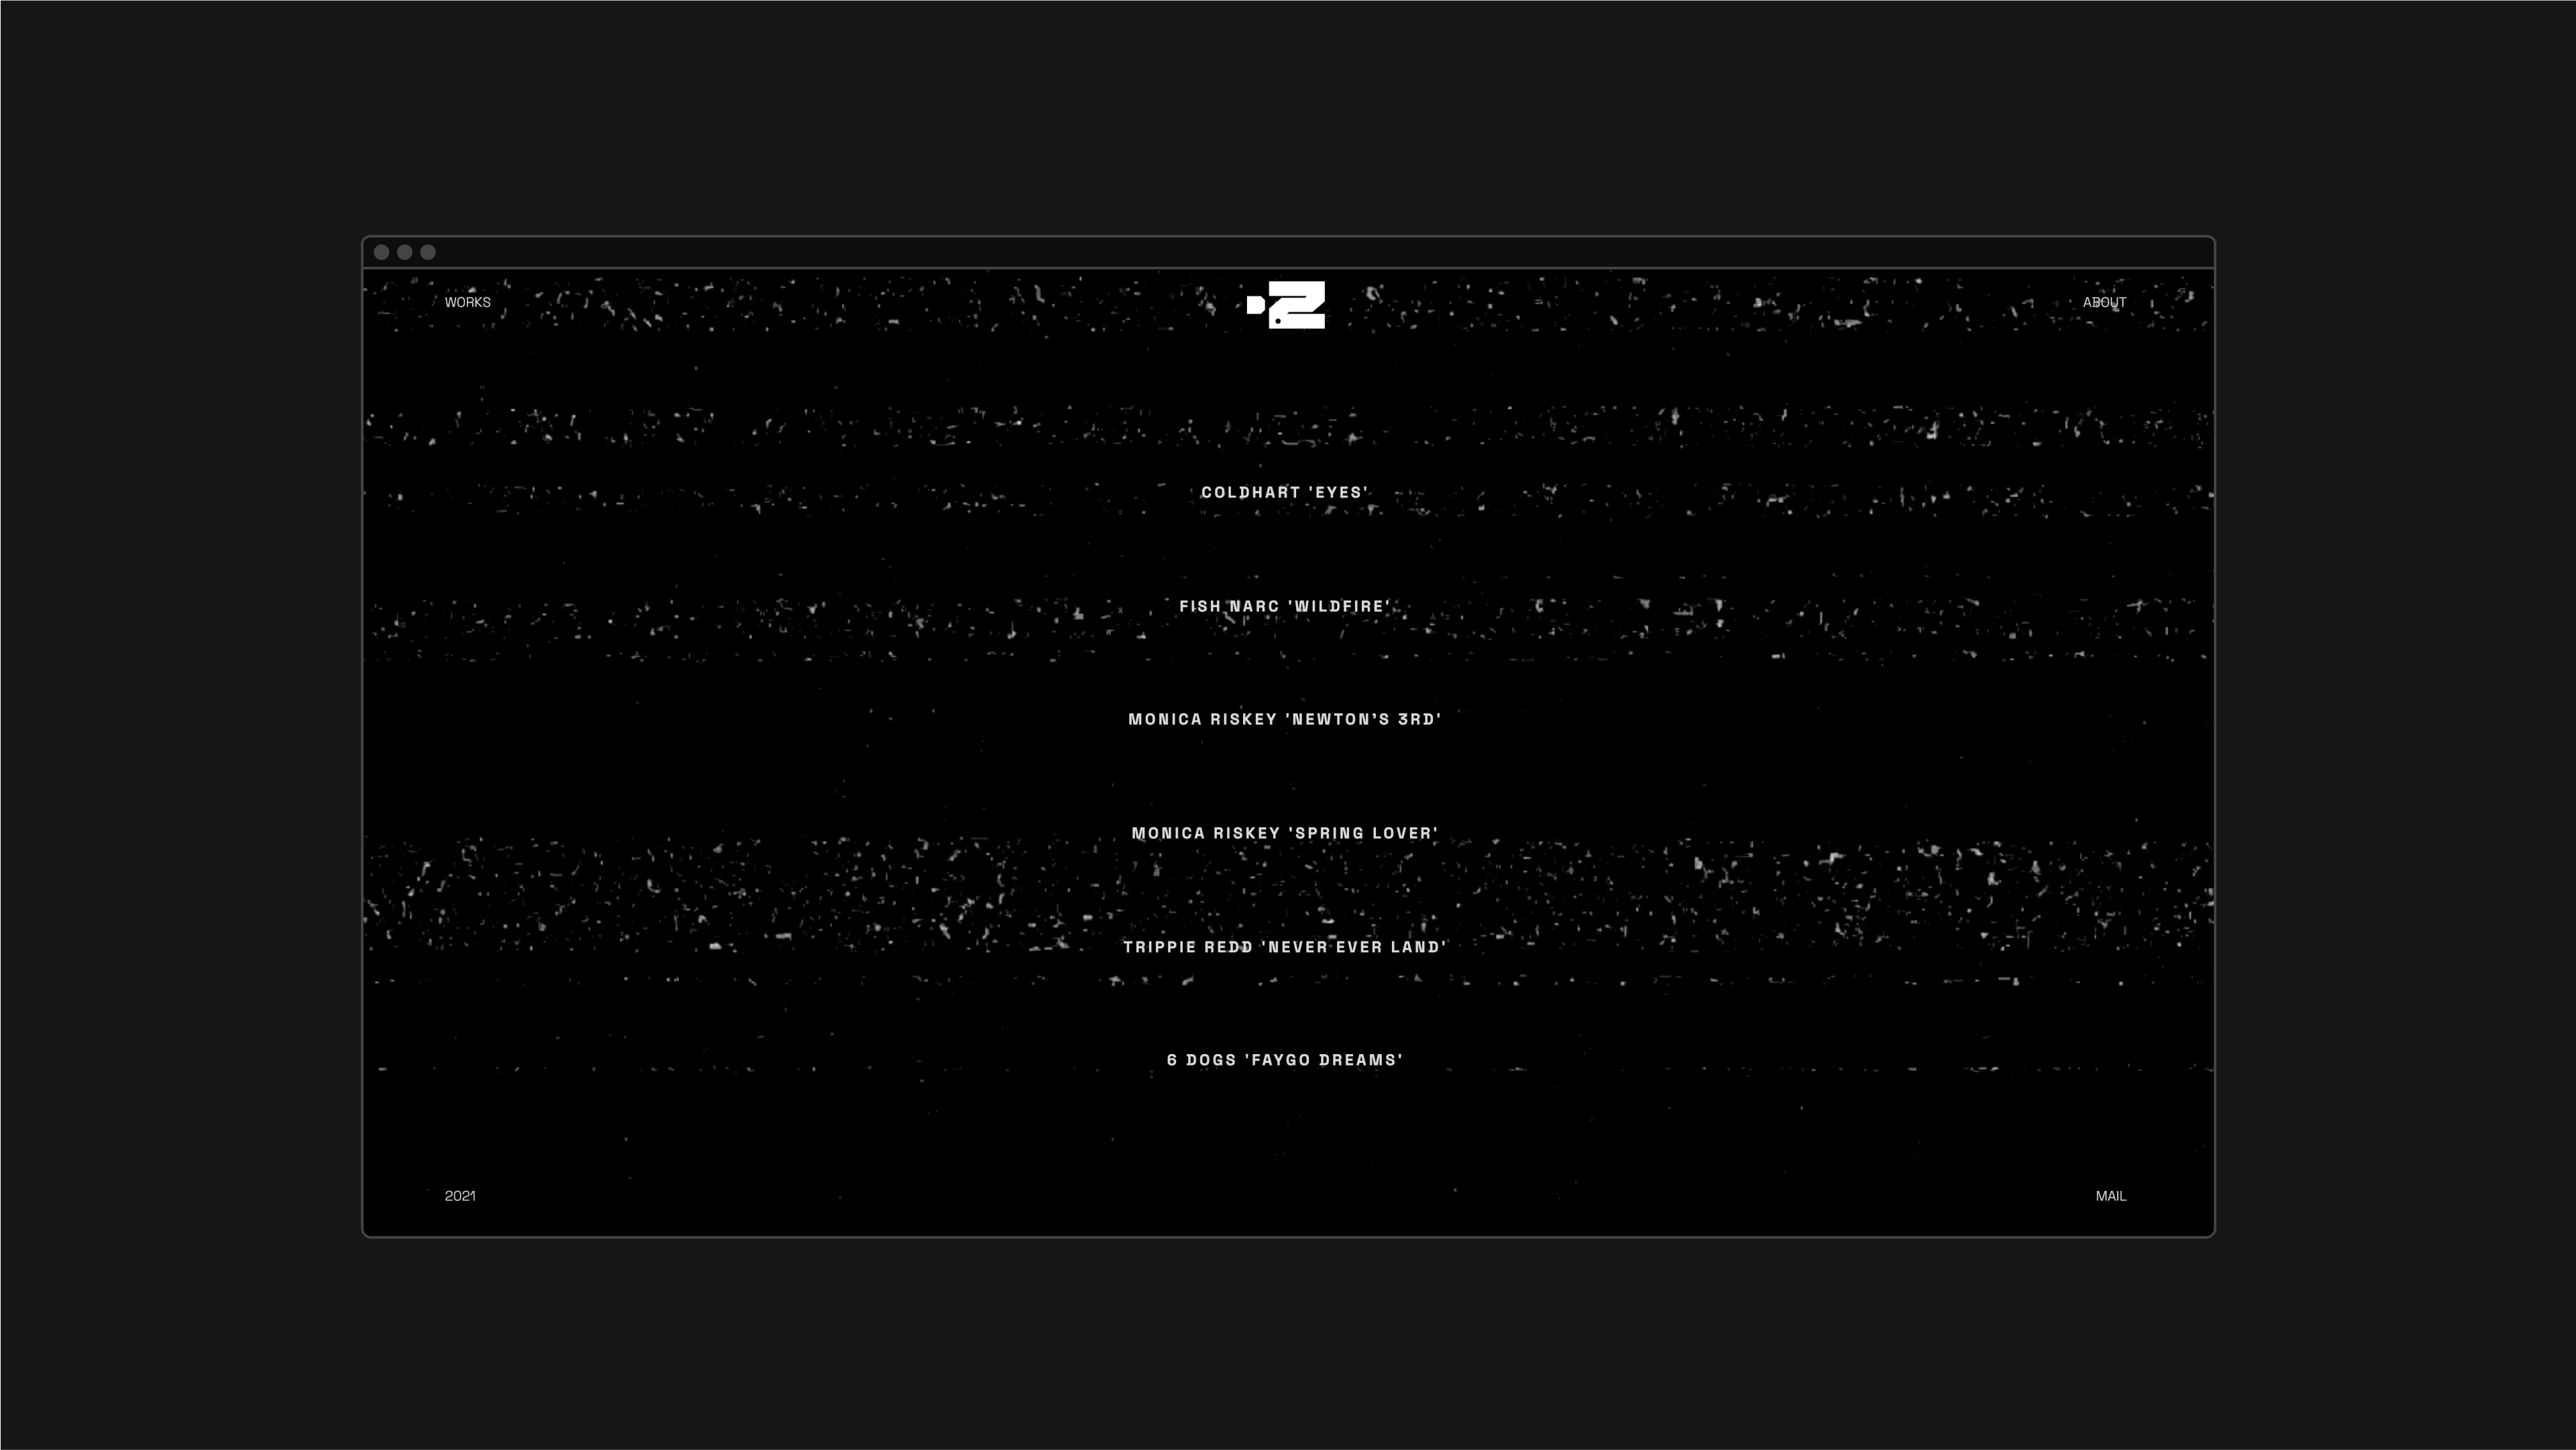 WORKS
ABOUT
COLDHART 'EYES'
FISH NARC 'WILDFIRE'
MONICA RISKEY 'NEWTON'S 3RD'
MONICA RISKEY 'SPRING LOVER'
TRIPPIE REDD 'NEVER EVER LAND'
6 DOGS 'FAYGO DREAMS'
2021
MAIL